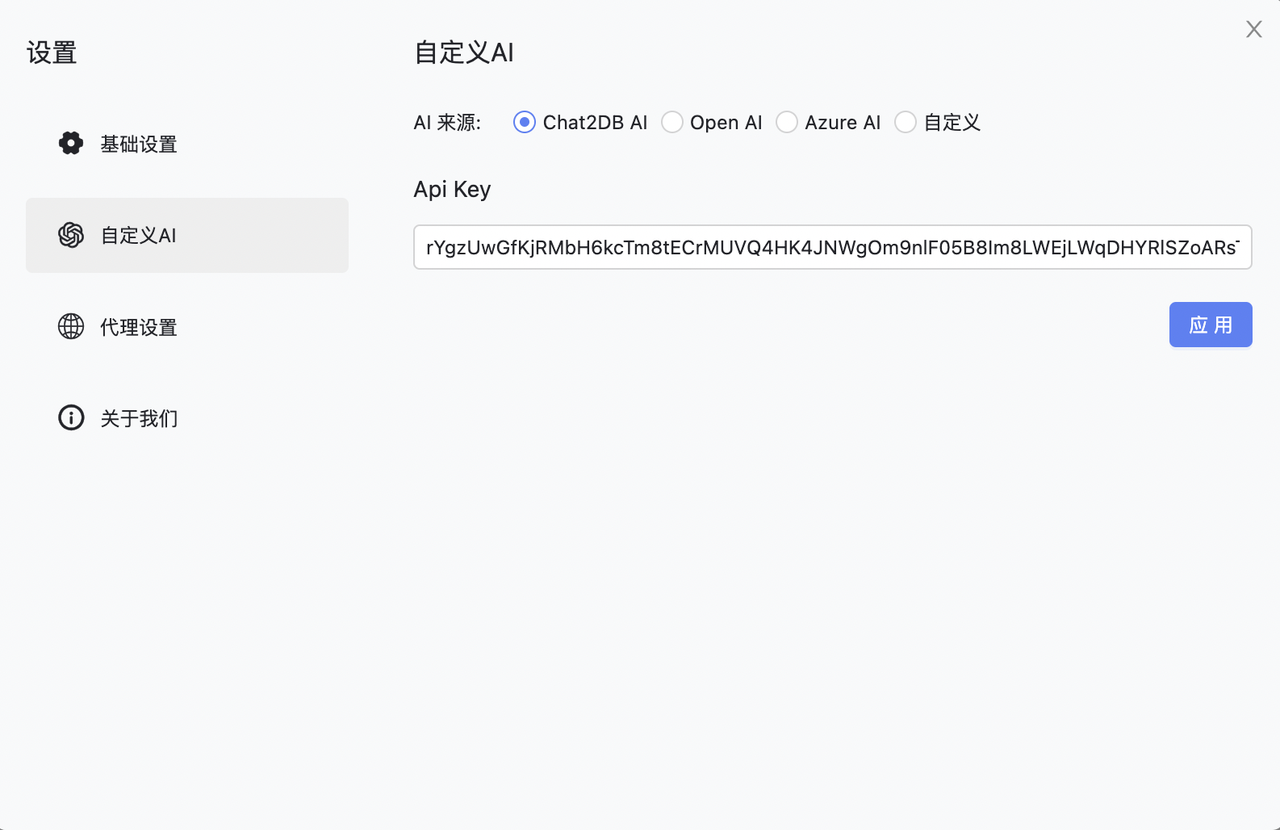 设置
基础设置
自定义AI
代理设置
关于我们
自定义AI
AI 来源: Chat2DB AI Open AI Azure AI 自定义
Api Key
rYgzUwGfKjRMbH6kcTm8tECrMUVQ4HK4JNWgOm9nlF05B8Im8LWEjLWqDHYRlSZoARs
应用